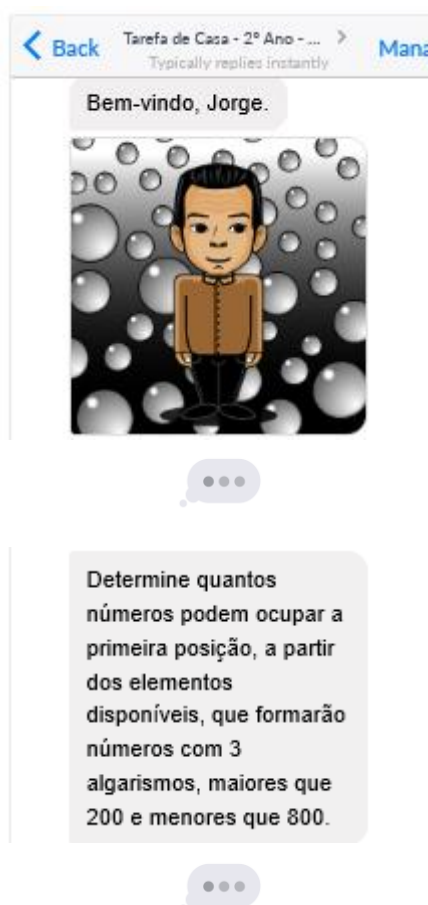 Back
Tarefa de Casa - 2º Ano - ...
Typically replies instantly
Mana
Bem-vindo, Jorge.
Determine quantos
números podem ocupar a
primeira posição, a partir
dos elementos
disponíveis, que formarão
números com 3
algarismos, maiores que
200 e menores que 800.